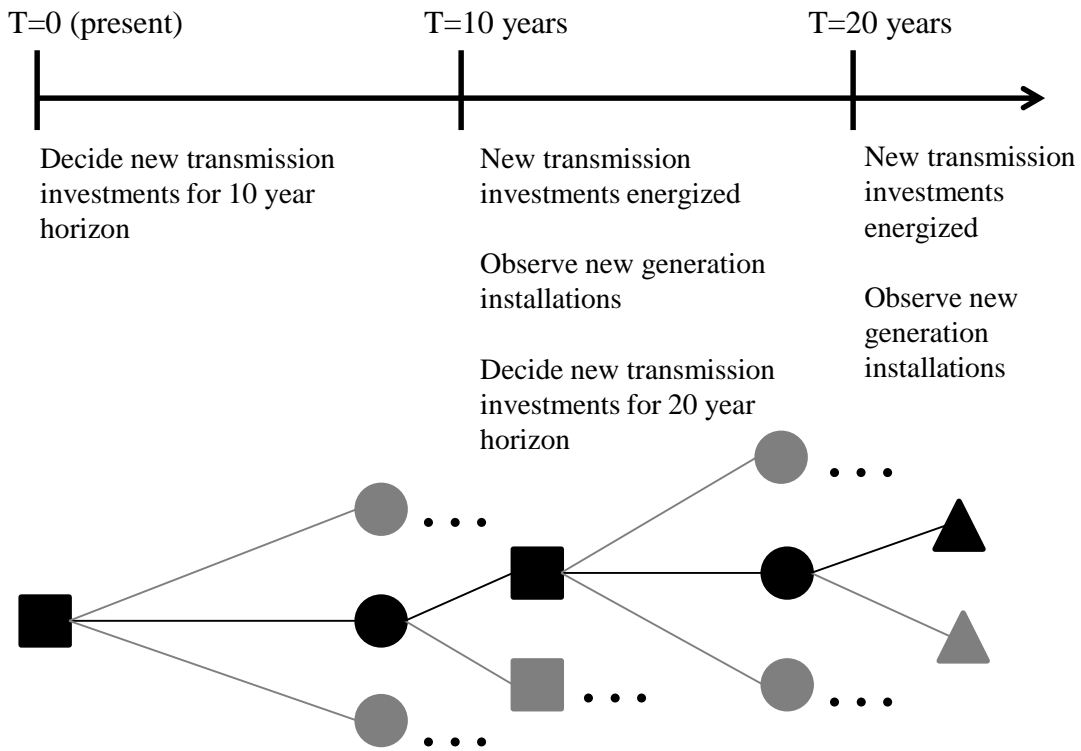 T=0 (present)
T=10 years
T=20 years
Decide new transmission
investments for 10 year
horizon
New transmission
investments energized
Observe new generation
installations
Decide new transmission
investments for 20 year
horizon
New transmission
investments
energized
Observe new
generation
installations